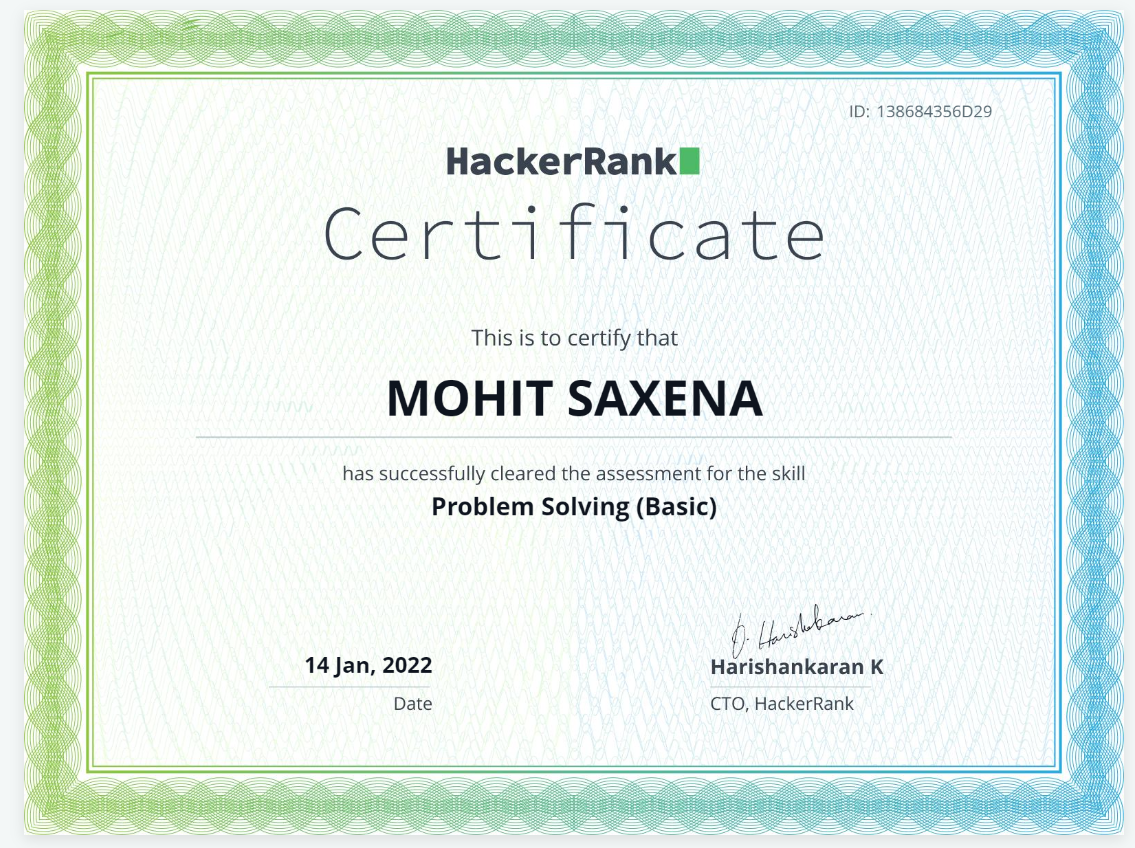 ID: 138684356D29
HackerRank
Certificate
This is to certify that
MOHIT SAXENA
has successfully cleared the assessment for the skill
Problem Solving (Basic)
14 Jan, 2022
Date
Harishankaran K
CTO, HackerRank